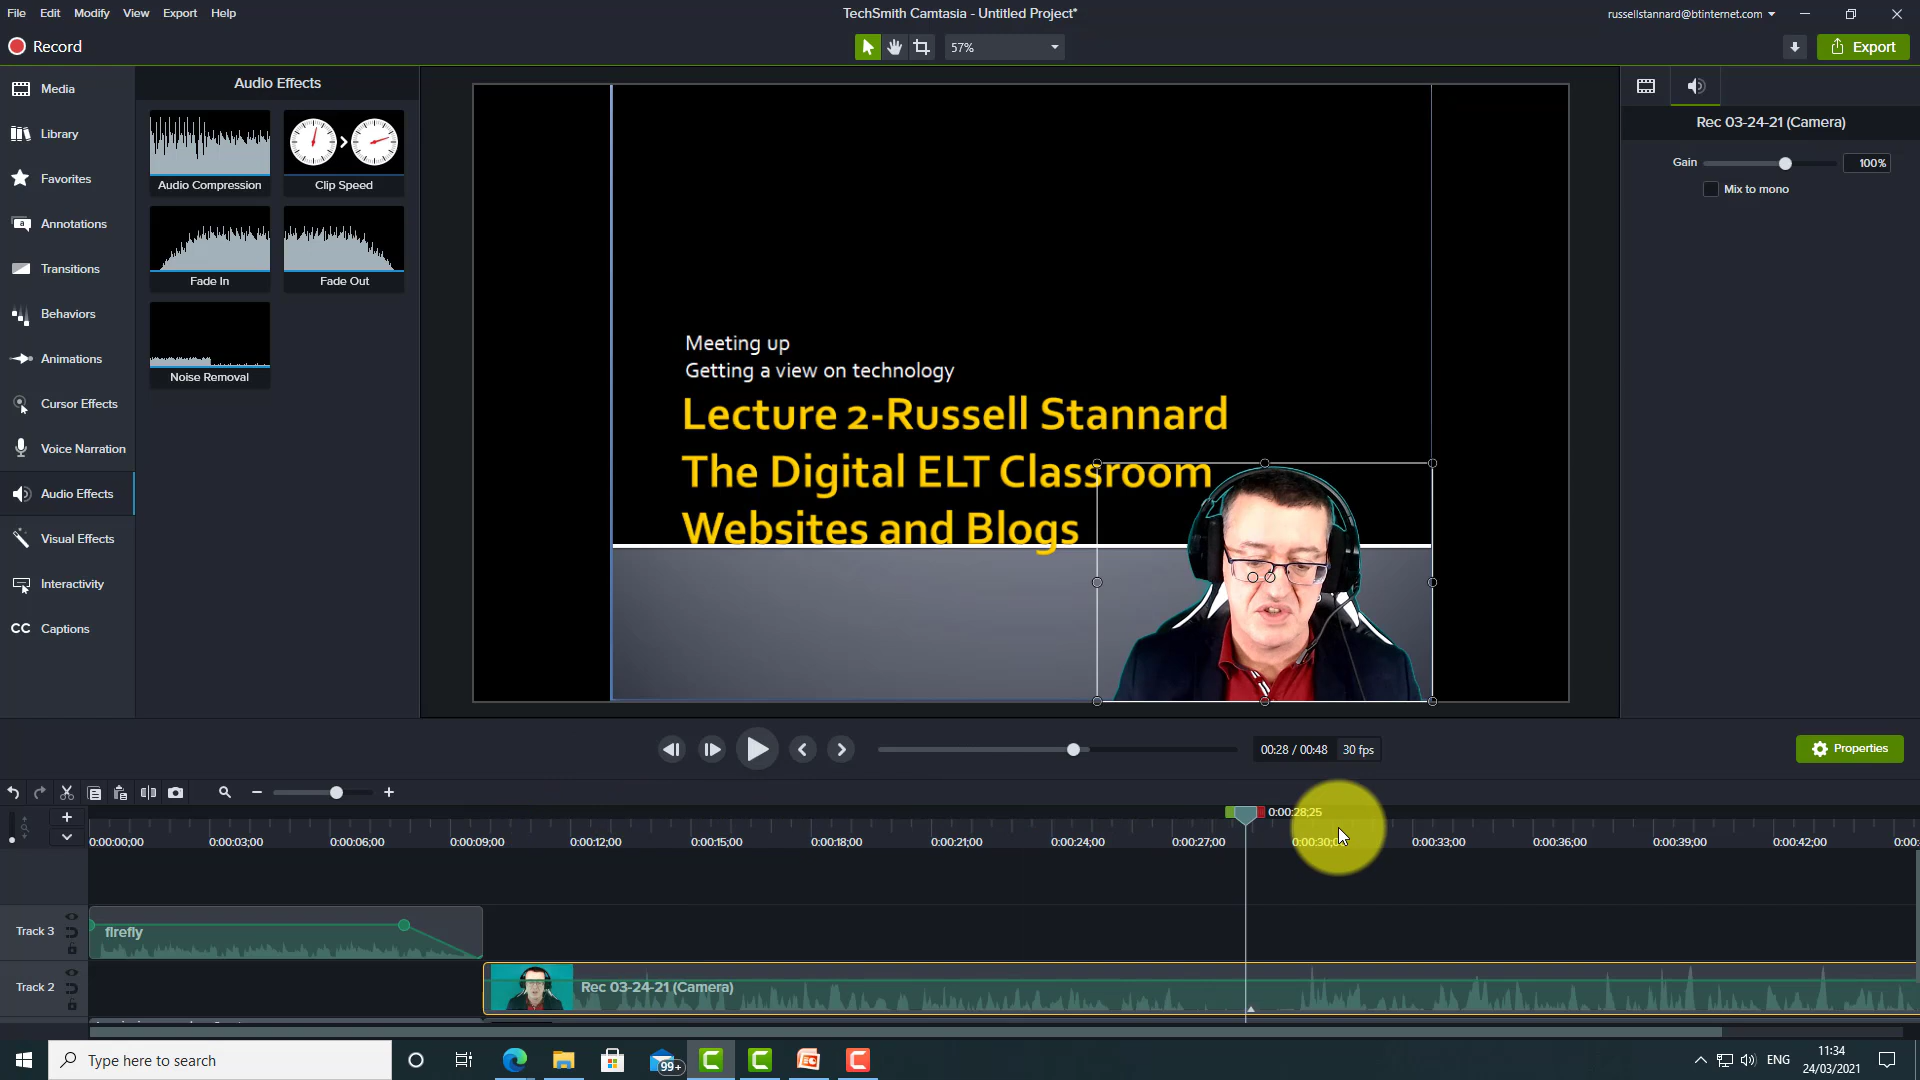 File Edit Modify View Export Help
TechSmith Camtasia - Untitled Project*
russellstannard@btinternet.com
Record
57%
Export
Media
Library
Favorites
Annotations
Transitions
Behaviors
Animations
Cursor Effects
Voice Narration
Audio Effects
Visual Effects
Interactivity
CC Captions
Audio Effects
Audio Compression
Clip Speed
Fade In
Fade Out
Noise Removal
Meeting up
Getting a view on technology
Lecture 2-Russell Stannard
The Digital ELT Classroom
Websites and Blogs
Rec 03-24-21 (Camera)
Gain 100%
Mix to mono
00:28 / 00:48 30 fps
Properties
0:00:28;25
0:00:00;00 0:00:03;00 0:00:06;00 0:00:09;00 0:00:12;00 0:00:15;00 0:00:18;00 0:00:21;00 0:00:24;00 0:00:27;00 0:00:33;00 0:00:36;00 0:00:39;00 0:00:42;00
Track 3
firefly
Track 2
Rec 03-24-21 (Camera)
Type here to search
99+
ENG
11:34
24/03/2021